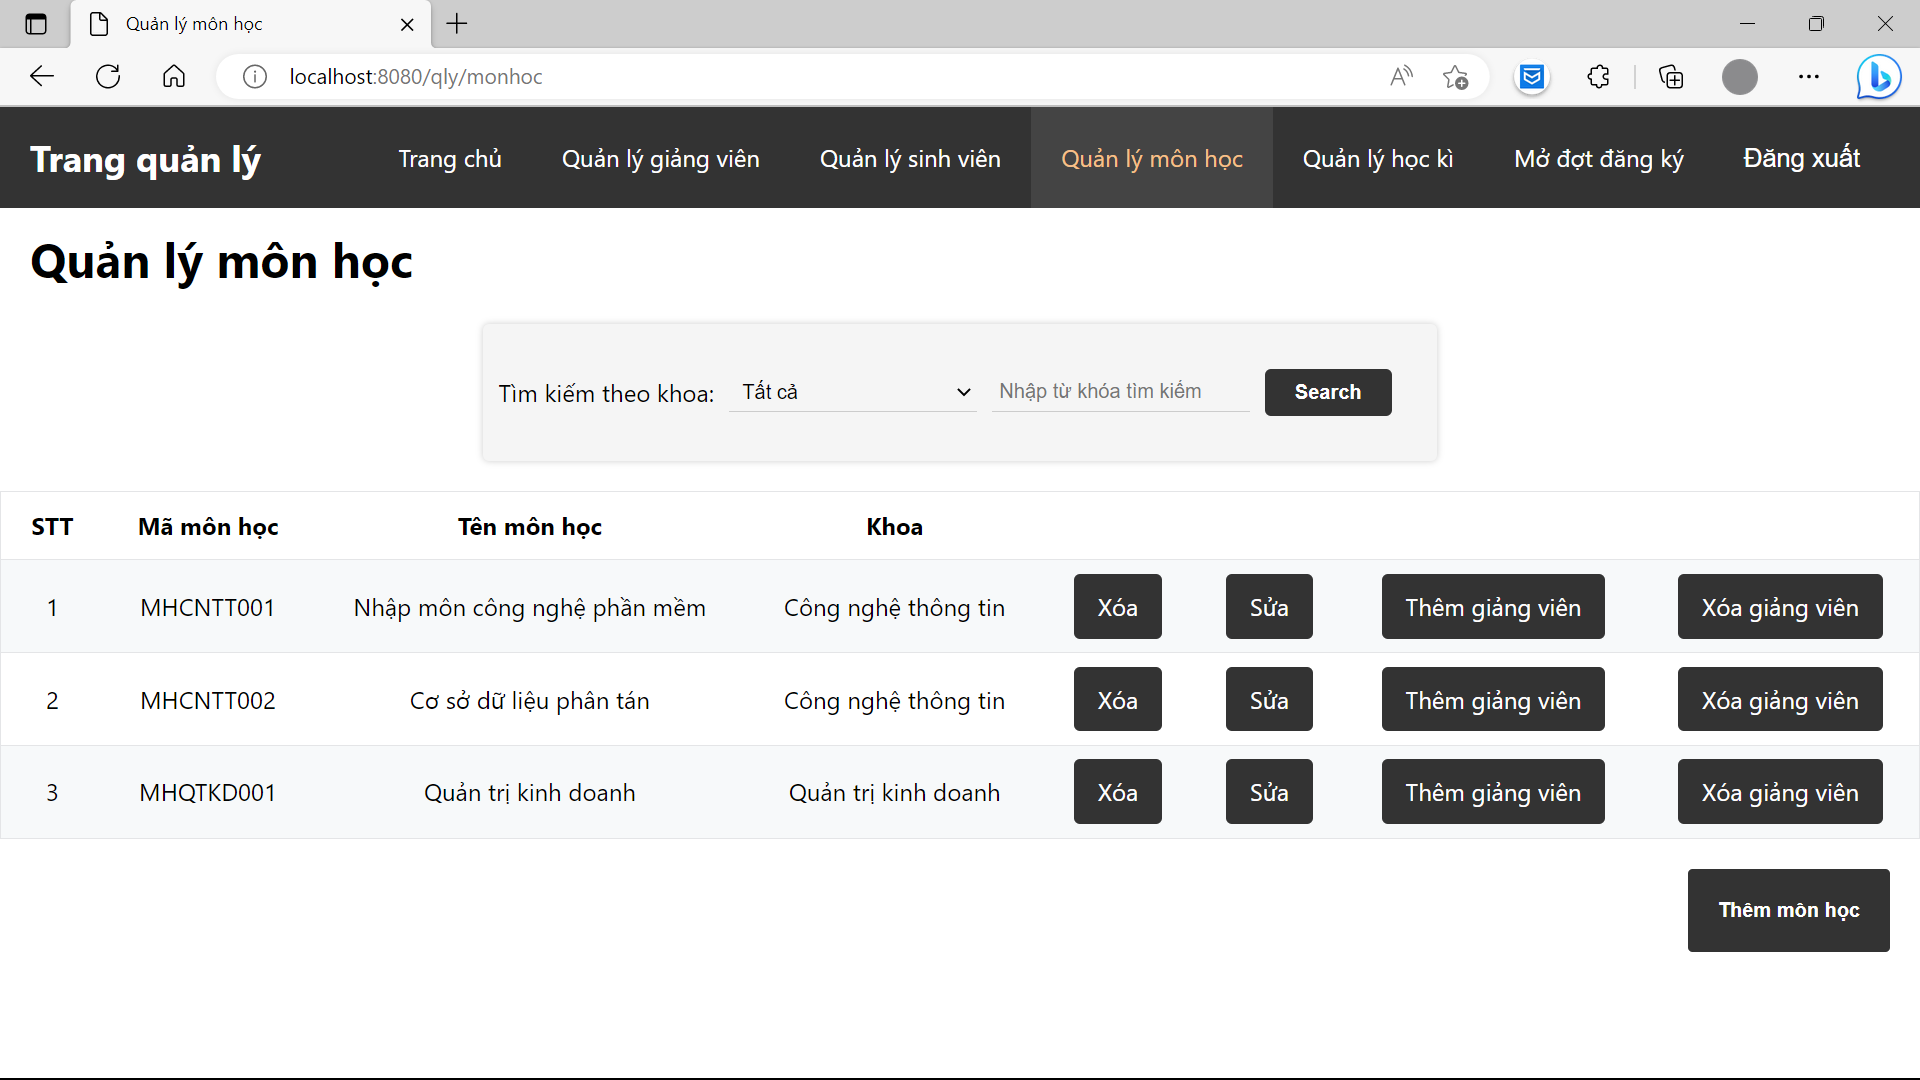 Quản lý môn học
localhost:8080/qly/monhoc
Trang quản lý Trang chủ Quản lý giảng viên Quản lý sinh viên Quản lý môn học Quản lý học kì Mở đợt đăng ký Đăng xuất
Quản lý môn học
Tìm kiếm theo khoa: Tất cả Nhập từ khóa tìm kiếm Search
STT Mã môn học Tên môn học Khoa
1 MHCNTT001 Nhập môn công nghệ phần mềm Công nghệ thông tin Xóa Sửa Thêm giảng viên Xóa giảng viên
2 MHCNTT002 Cơ sở dữ liệu phân tán Công nghệ thông tin Xóa Sửa Thêm giảng viên Xóa giảng viên
3 MHQTKD001 Quản trị kinh doanh Quản trị kinh doanh Xóa Sửa Thêm giảng viên Xóa giảng viên
Thêm môn học